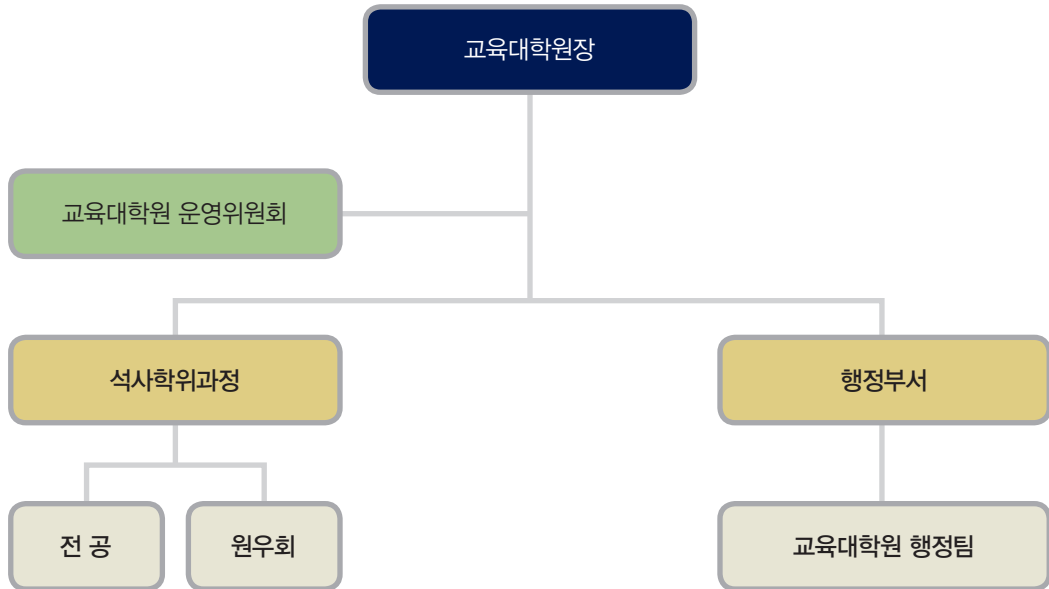 교육대학원장
교육대학원 운영위원회
석사학위과정
행정부서
전 공
원우회
교육대학원 행정팀